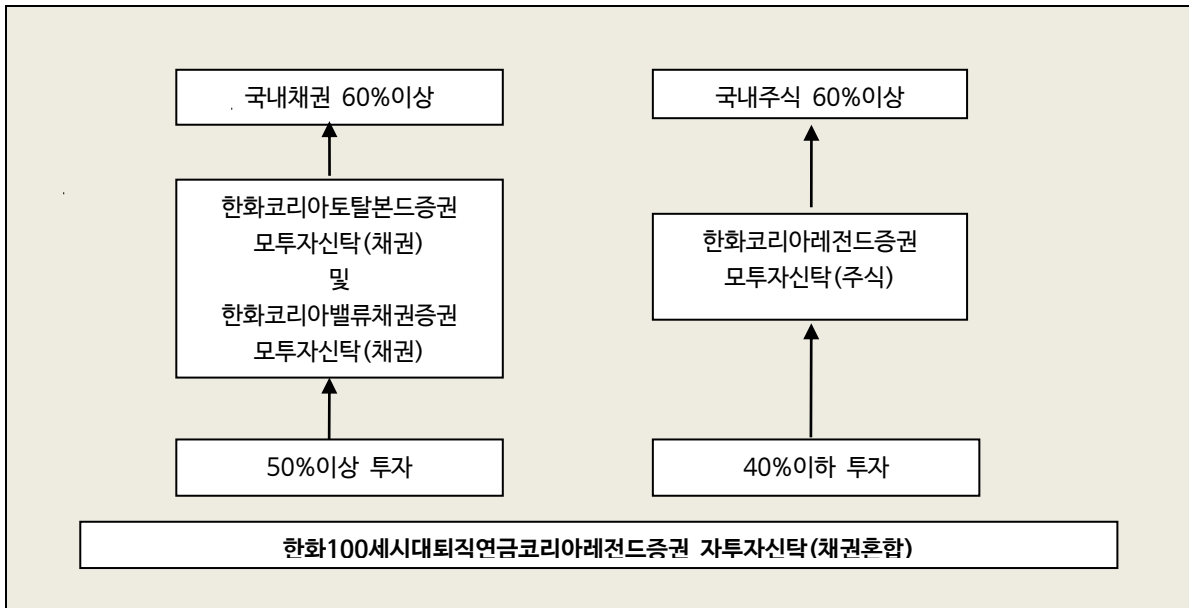 국내채권 60%이상
국내주식 60%이상
한화코리아토탈본드증권
모투자신탁(채권)
및
한화코리아밸류채권증권
모투자신탁(채권)
한화코리아레전드증권
모투자신탁(주식)
50%이상 투자
40%이하 투자
한화100세시대퇴직연금코리아레전드증권 자투자신탁(채권혼합)